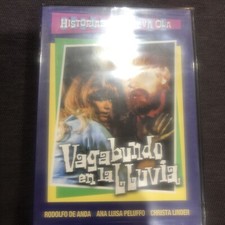 Vagabundo
en la Lluvia
RODOLFO DE ANDA ANA LUISA PELUFFO CHRISTA LINDER